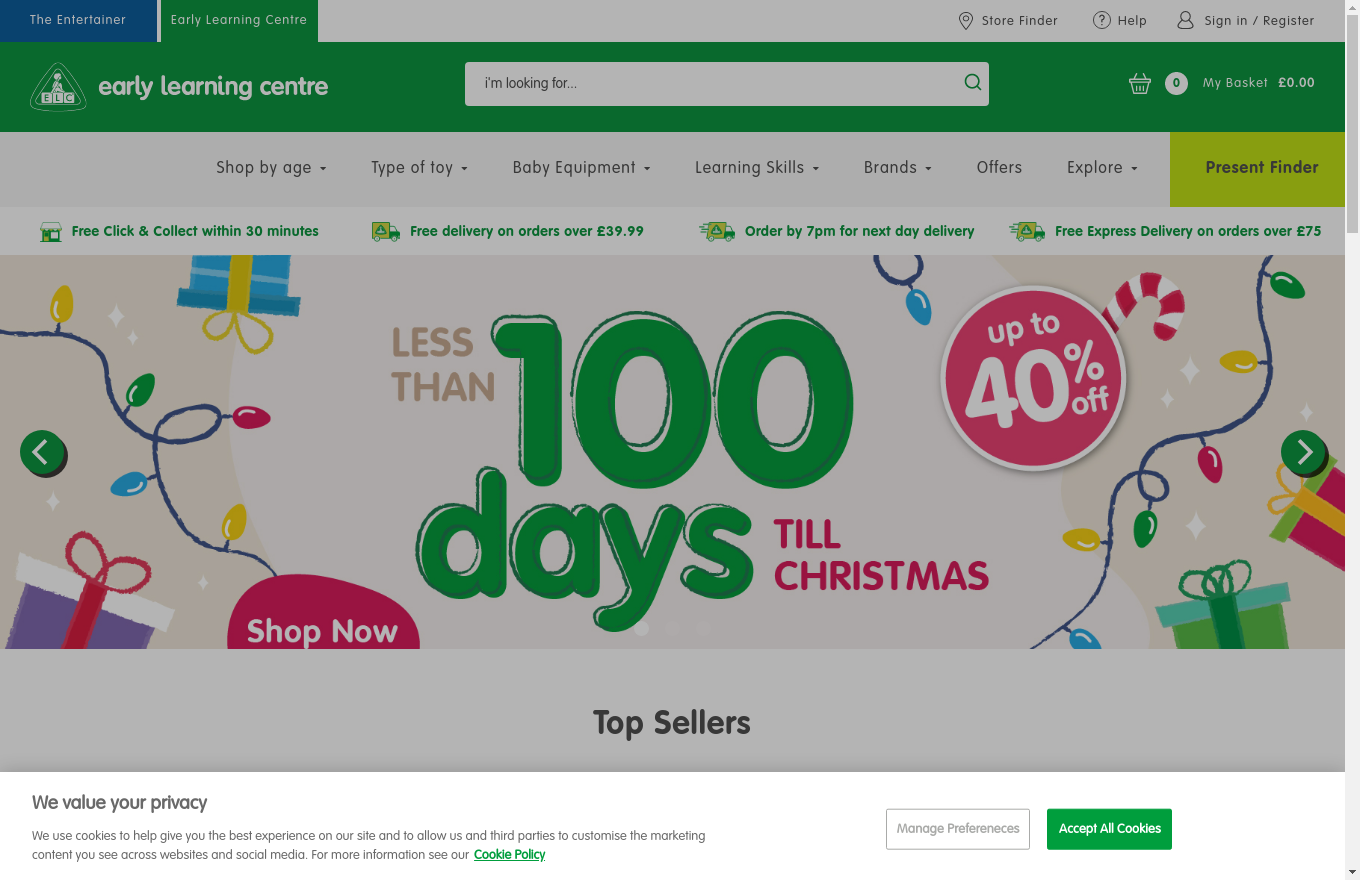 The Entertainer
Early Learning Centre
Store Finder
Help
Sign in / Register
ELC
early learning centre
i'm looking for...
0
My Basket £0.00
Shop by age
Type of toy
Baby Equipment
Learning Skills
Brands
Offers
Explore
Present Finder
Free Click & Collect within 30 minutes
Free delivery on orders over £39.99
Order by 7pm for next day delivery
Free Express Delivery on orders over £75
LESS
THAN
100
days
TILL
CHRISTMAS
up to
40%
off
Shop Now
Top Sellers
We value your privacy
We use cookies to help give you the best experience on our site and to allow us and third parties to customise the marketing
content you see across websites and social media. For more information see our Cookie Policy
Manage Prefereneces
Accept All Cookies